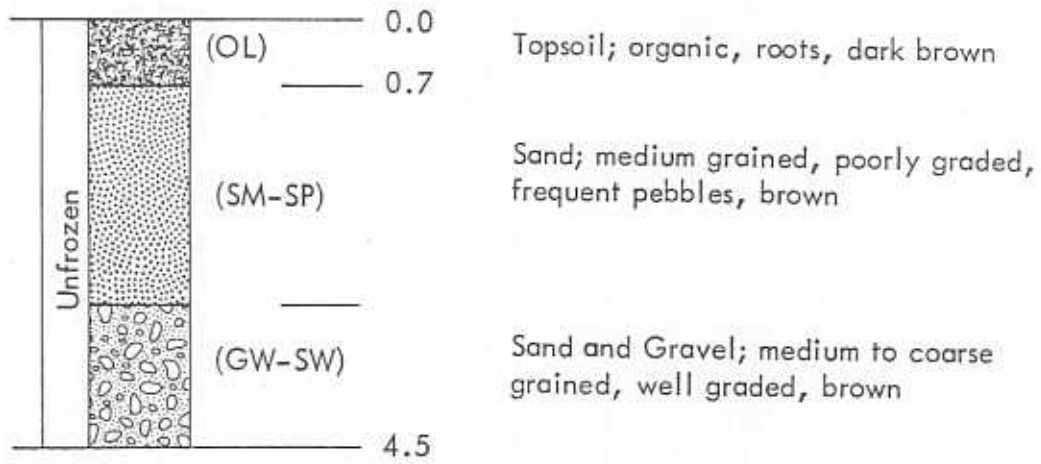 0.0
(OL)
Topsoil; organic, roots, dark brown
0.7
Unfrozen
(SM-SP)
Sand; medium grained, poorly graded,
frequent pebbles, brown
(GW-SW)
Sand and Gravel; medium to coarse
grained, well graded, brown
4.5